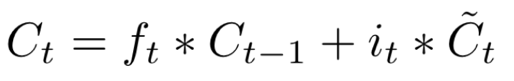 C_t = f_t * C_{t-1} + i_t * \tilde{C}_t